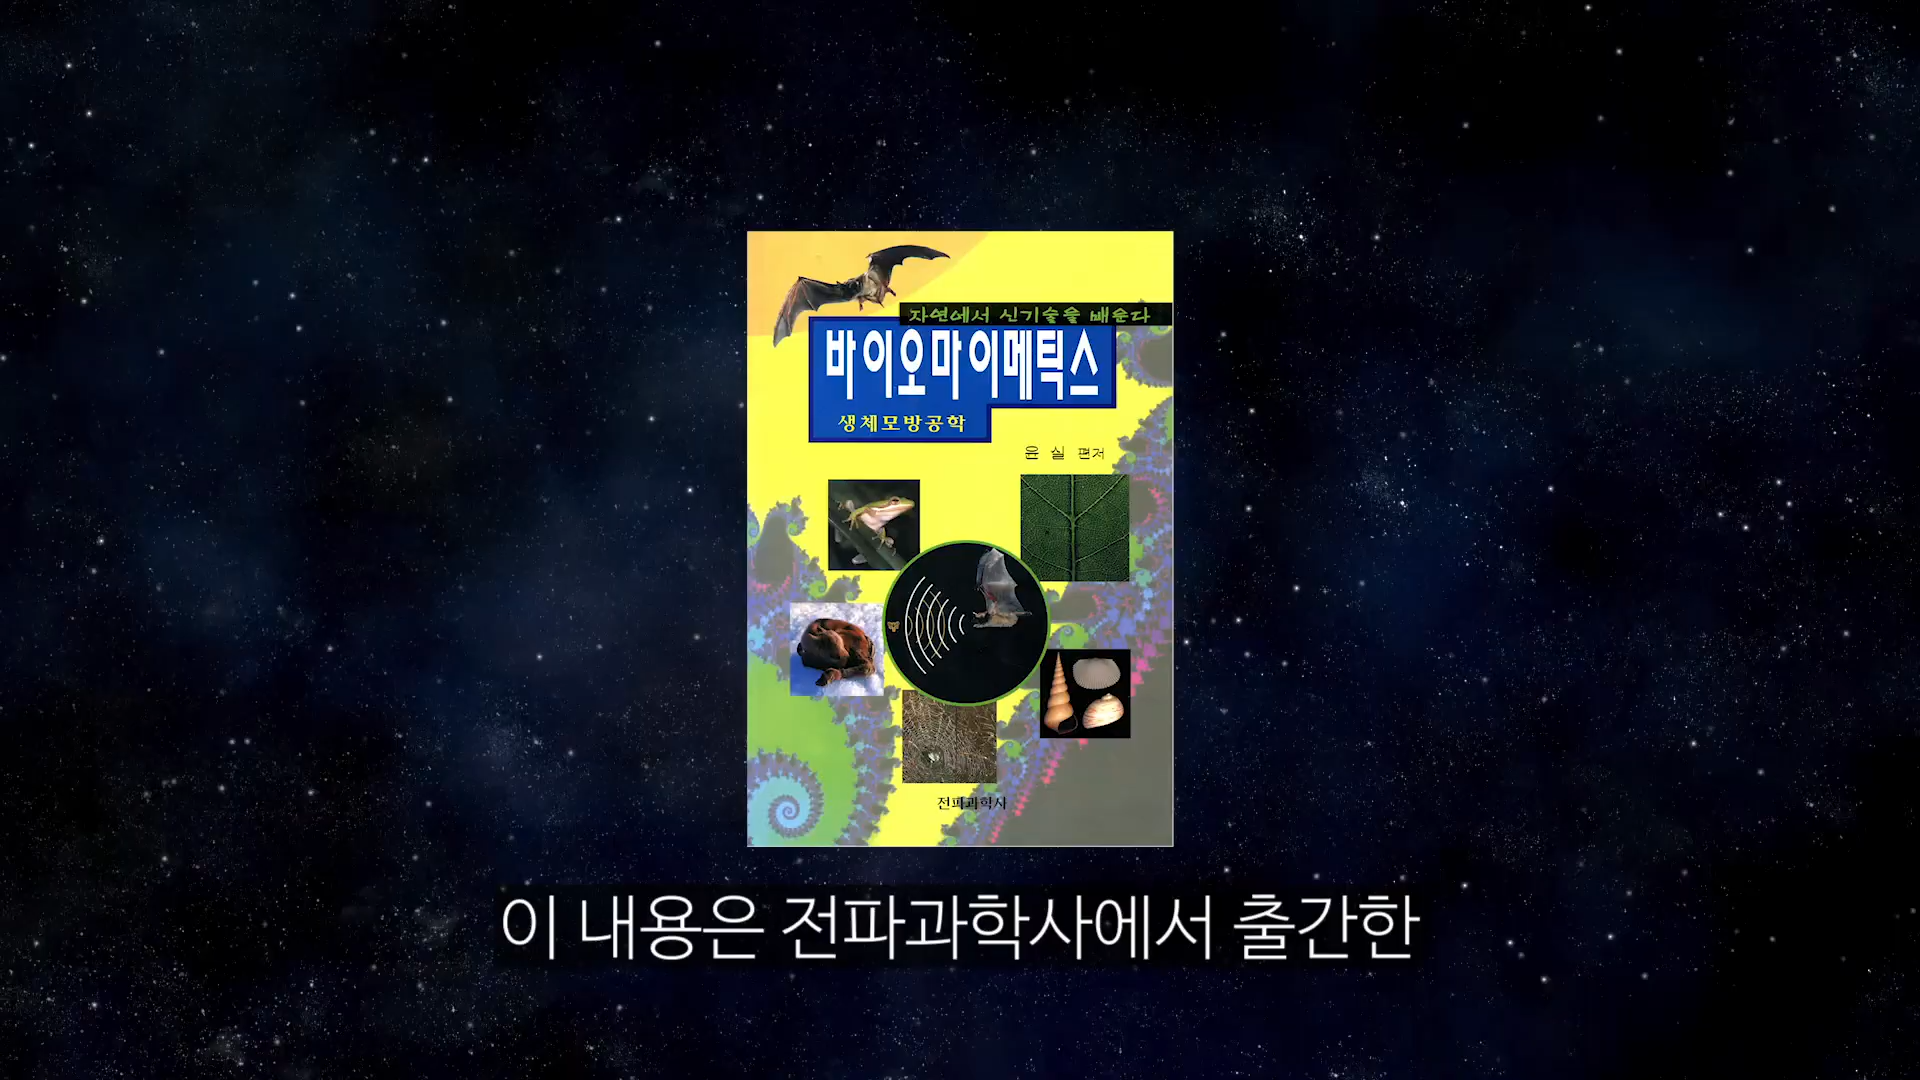 자연에서 신기술을 배운다
바이오마이메틱스
생체모방공학
윤 실 편저
전파과학사
이 내용은 전파과학사에서 출간한